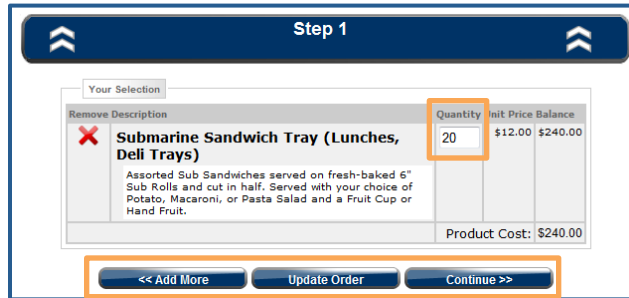 Step 1
Your Selection
Remove Description Quantity Unit Price Balance
Submarine Sandwich Tray (Lunches, 20 $12.00 $240.00
Deli Trays)
Assorted Sub Sandwiches served on fresh-baked 6"
Sub Rolls and cut in half. Served with your choice of
Potato, Macaroni, or Pasta Salad and a Fruit Cup or
Hand Fruit.
Product Cost: $240.00
<< Add More Update Order Continue >>